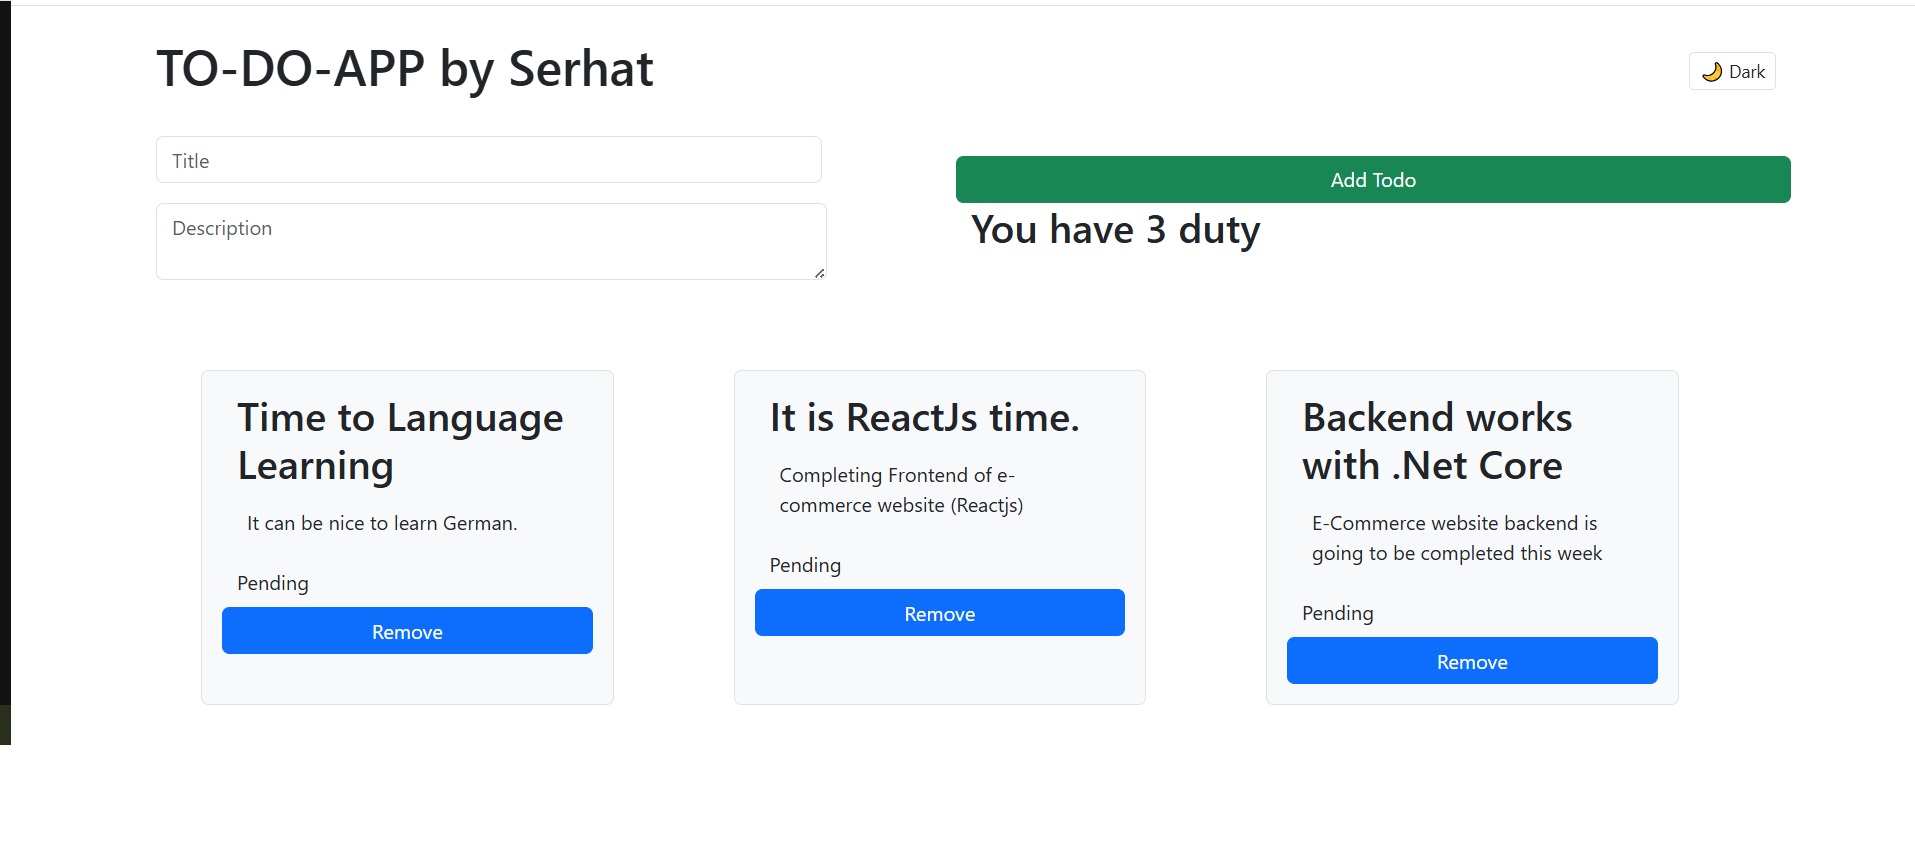 TO-DO-APP by Serhat
🌙 Dark
Title
Description
Add Todo
You have 3 duty
Time to Language
Learning
It can be nice to learn German.
Pending
Remove
It is ReactJs time.
Completing Frontend of e-
commerce website (Reactjs)
Pending
Remove
Backend works
with .Net Core
E-Commerce website backend is
going to be completed this week
Pending
Remove